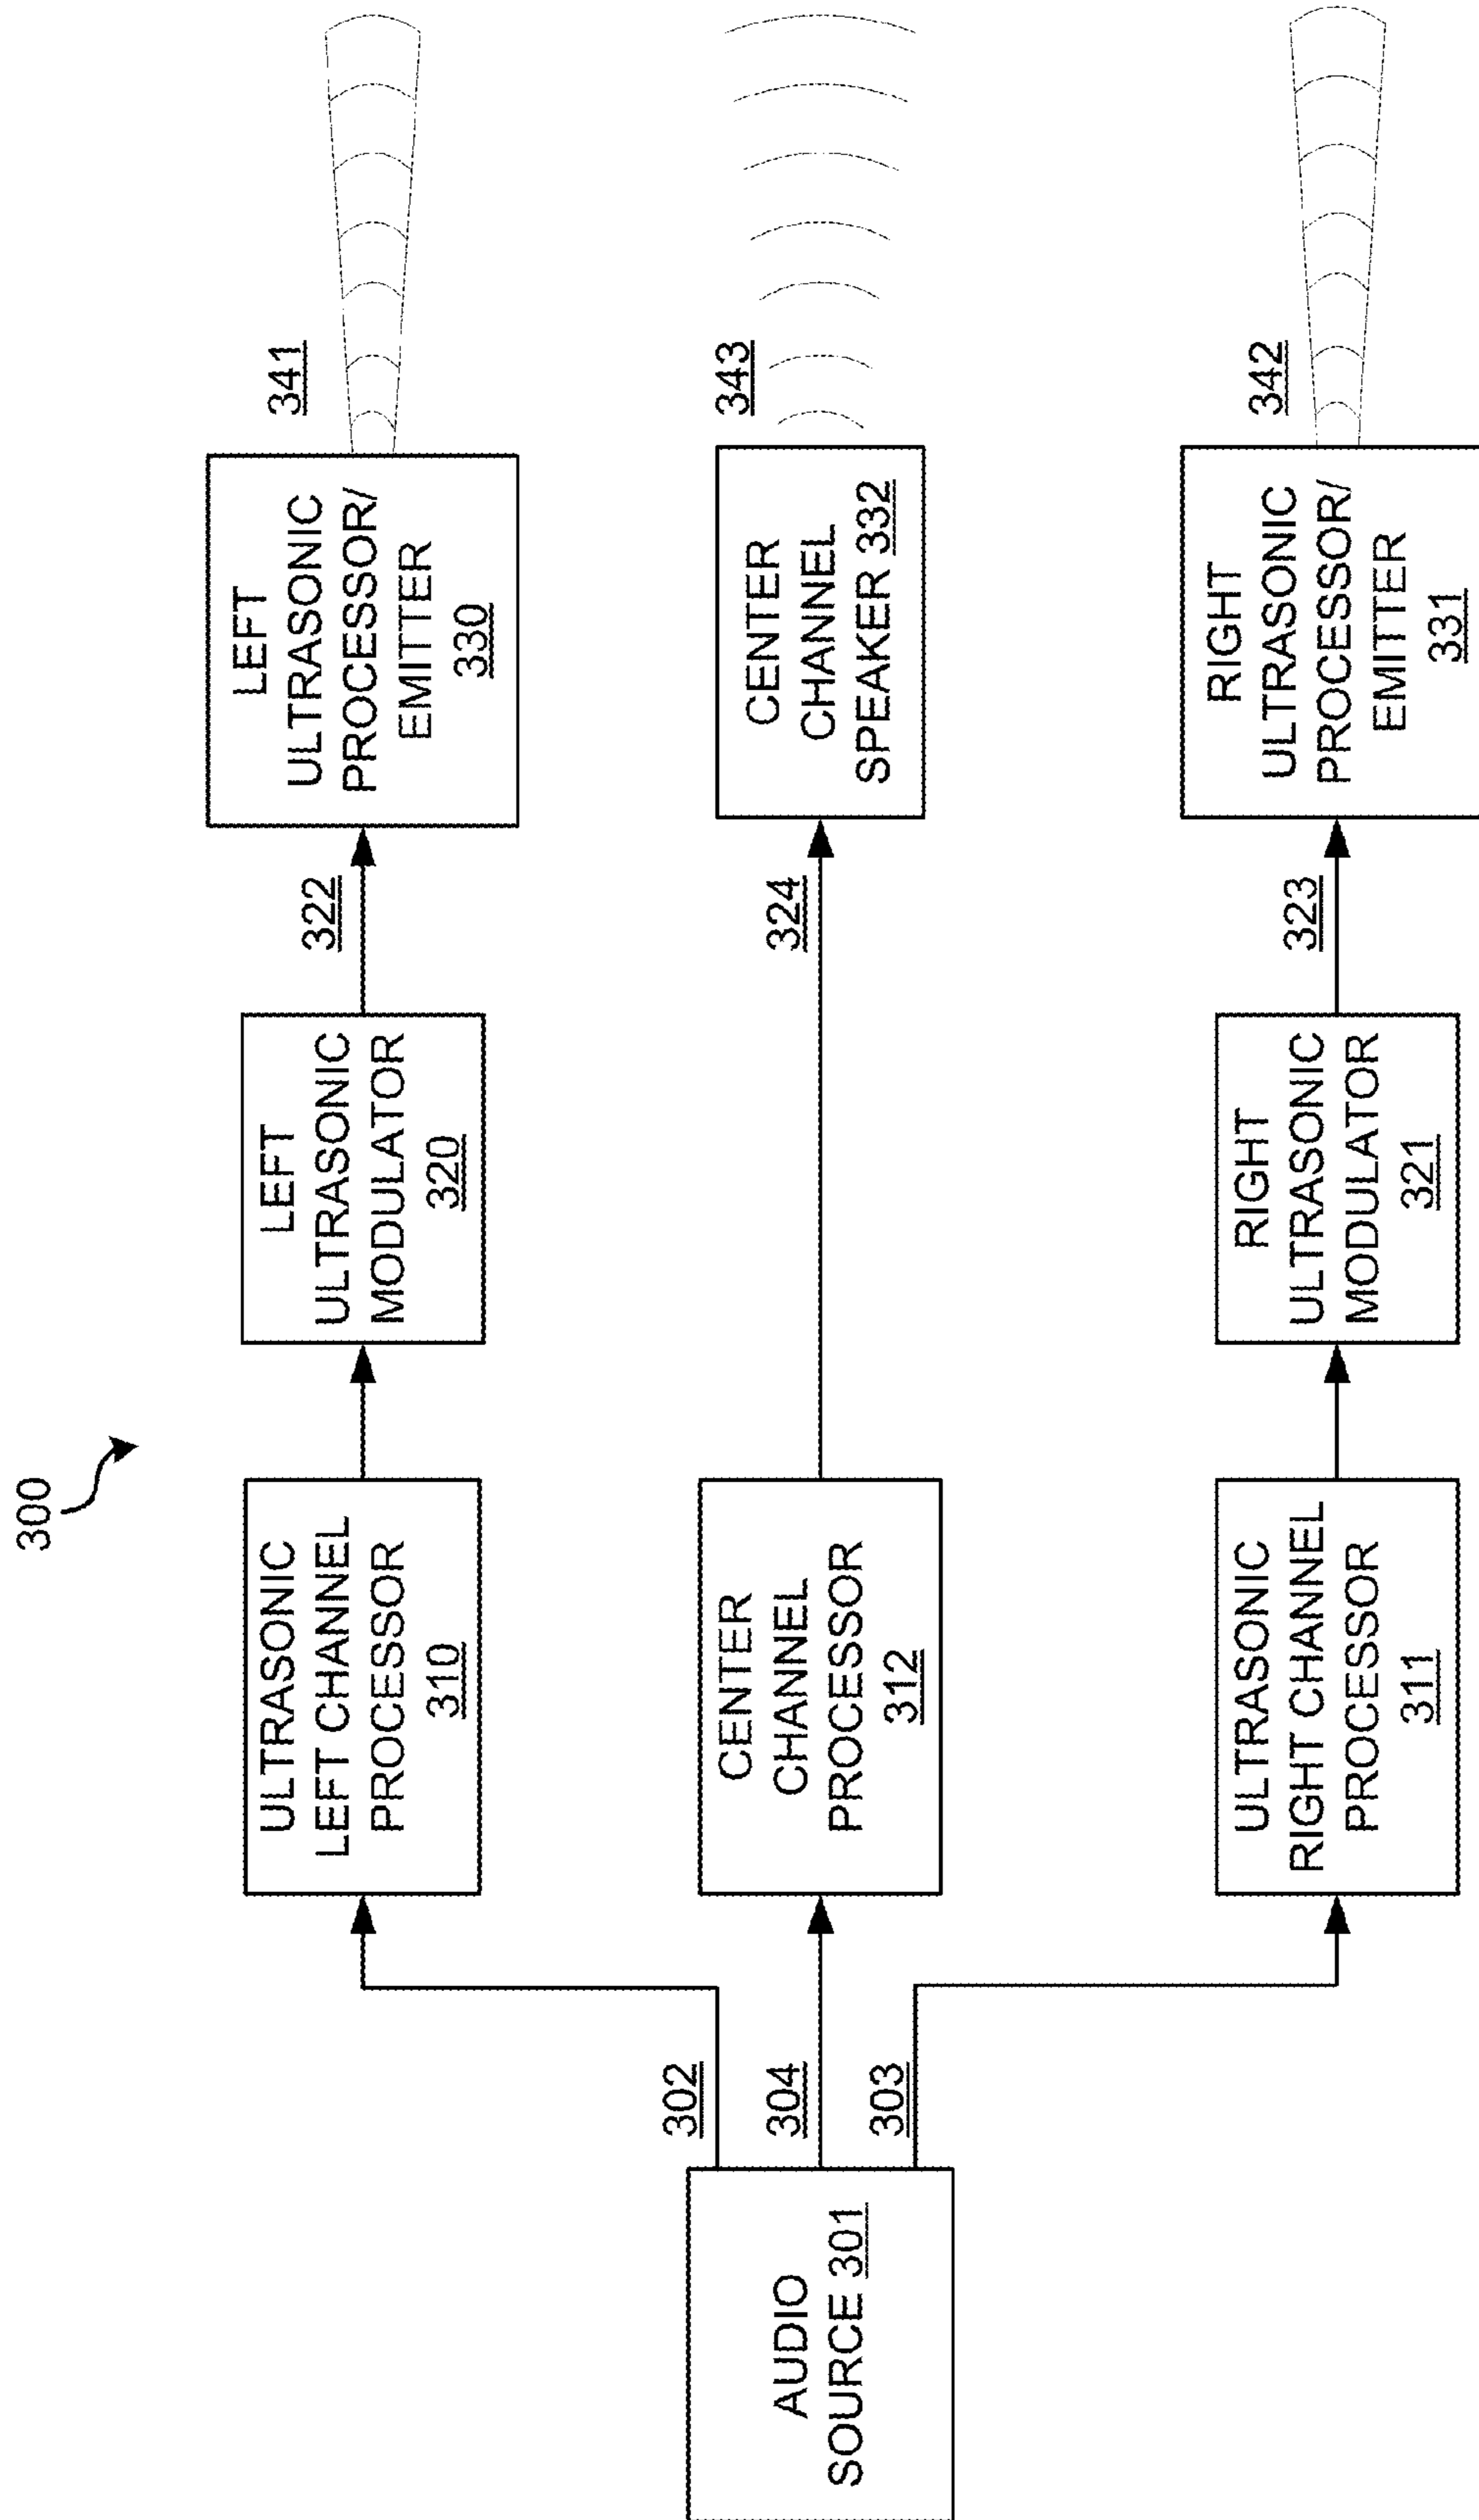 300
AUDIO
SOURCE 301
302
304
303
ULTRASONIC
LEFT CHANNEL
PROCESSOR
310
CENTER
CHANNEL
PROCESSOR
312
ULTRASONIC
RIGHT CHANNEL
PROCESSOR
311
LEFT
ULTRASONIC
MODULATOR
320
RIGHT
ULTRASONIC
MODULATOR
321
322
324
323
LEFT
ULTRASONIC
PROCESSOR/
EMITTER
330
CENTER
CHANNEL
SPEAKER 332
RIGHT
ULTRASONIC
PROCESSOR/
EMITTER
331
341
343
342